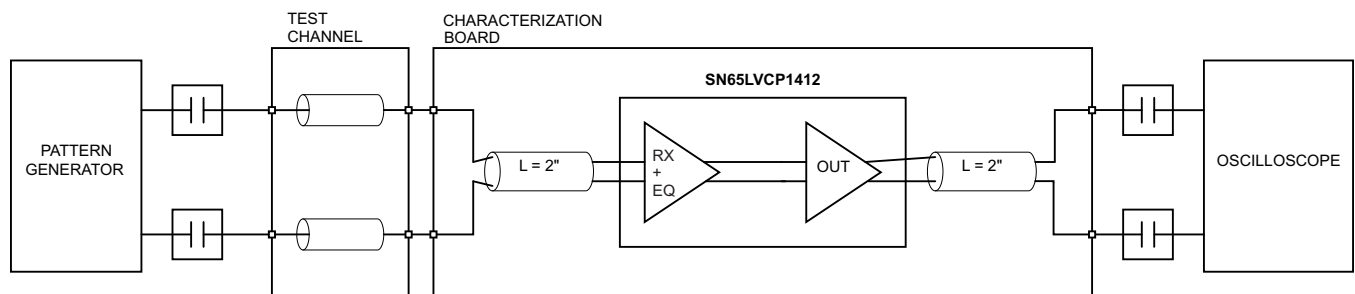 TEST
CHANNEL
CHARACTERIZATION
BOARD
SN65LVCP1412
PATTERN
GENERATOR
L = 2"
RX
+
EQ
OUT
L = 2"
OSCILLOSCOPE